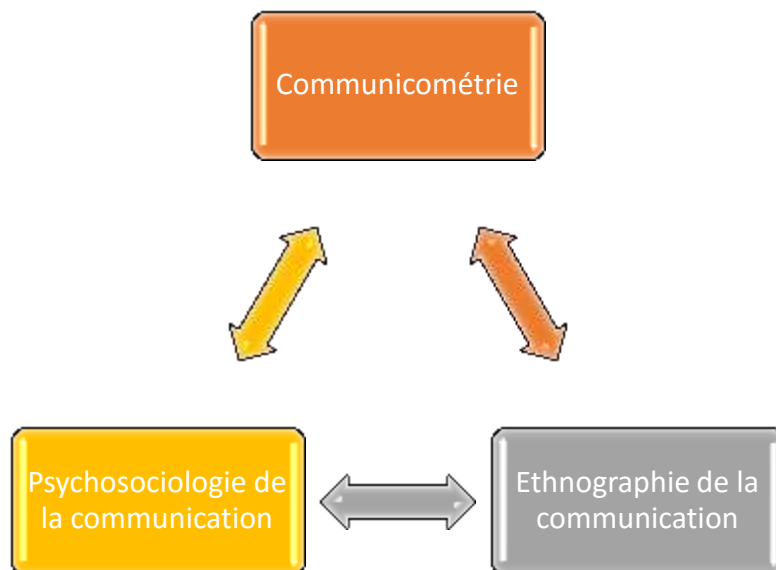 Communicométrie
Psychosociologie de
la communication
Ethnographie de la
communication